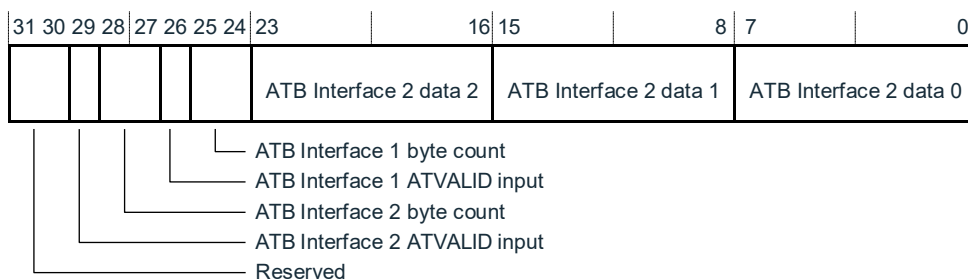 31 30 29 28 27 26 25 24 23 16 15 8 7 0
ATB Interface 2 data 2 ATB Interface 2 data 1 ATB Interface 2 data 0
ATB Interface 1 byte count
ATB Interface 1 ATVALID input
ATB Interface 2 byte count
ATB Interface 2 ATVALID input
Reserved